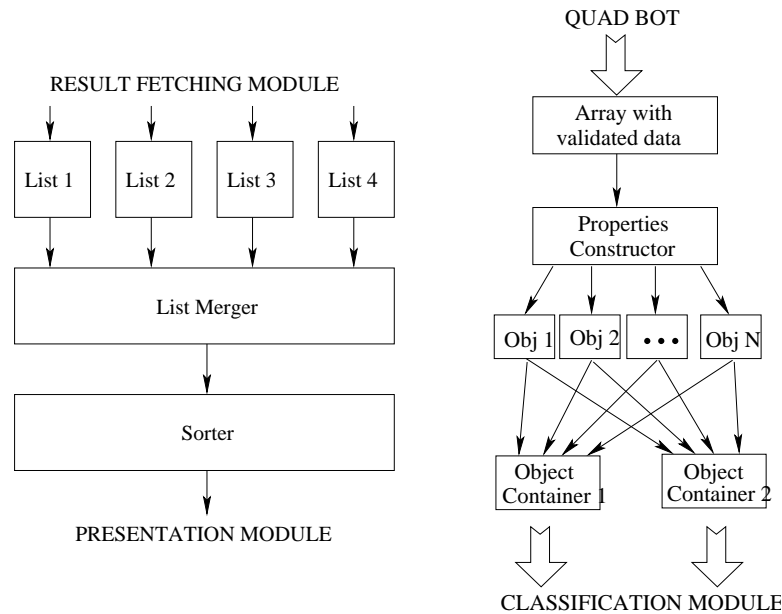 RESULT FETCHING MODULE
List 1
List 2
List 3
List 4
List Merger
Sorter
PRESENTATION MODULE
QUAD BOT
Array with
validated data
Properties
Constructor
Obj 1
Obj 2
•••
Obj N
Object
Container 1
Object
Container 2
CLASSIFICATION MODULE